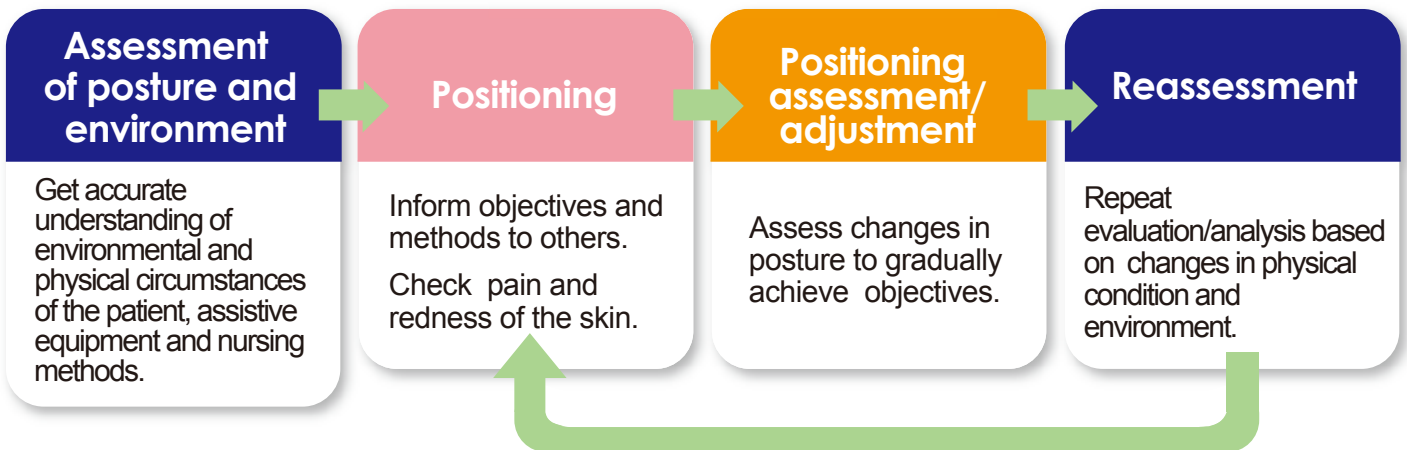 Assessment
of posture and
environment
Get accurate
understanding of
environmental and
physical circumstances
of the patient, assistive
equipment and nursing
methods.
Positioning
Inform objectives and
methods to others.
Check pain and
redness of the skin.
Positioning
assessment/
adjustment
Assess changes in
posture to gradually
achieve objectives.
Reassessment
Repeat
evaluation/analysis based
on changes in physical
condition and
environment.